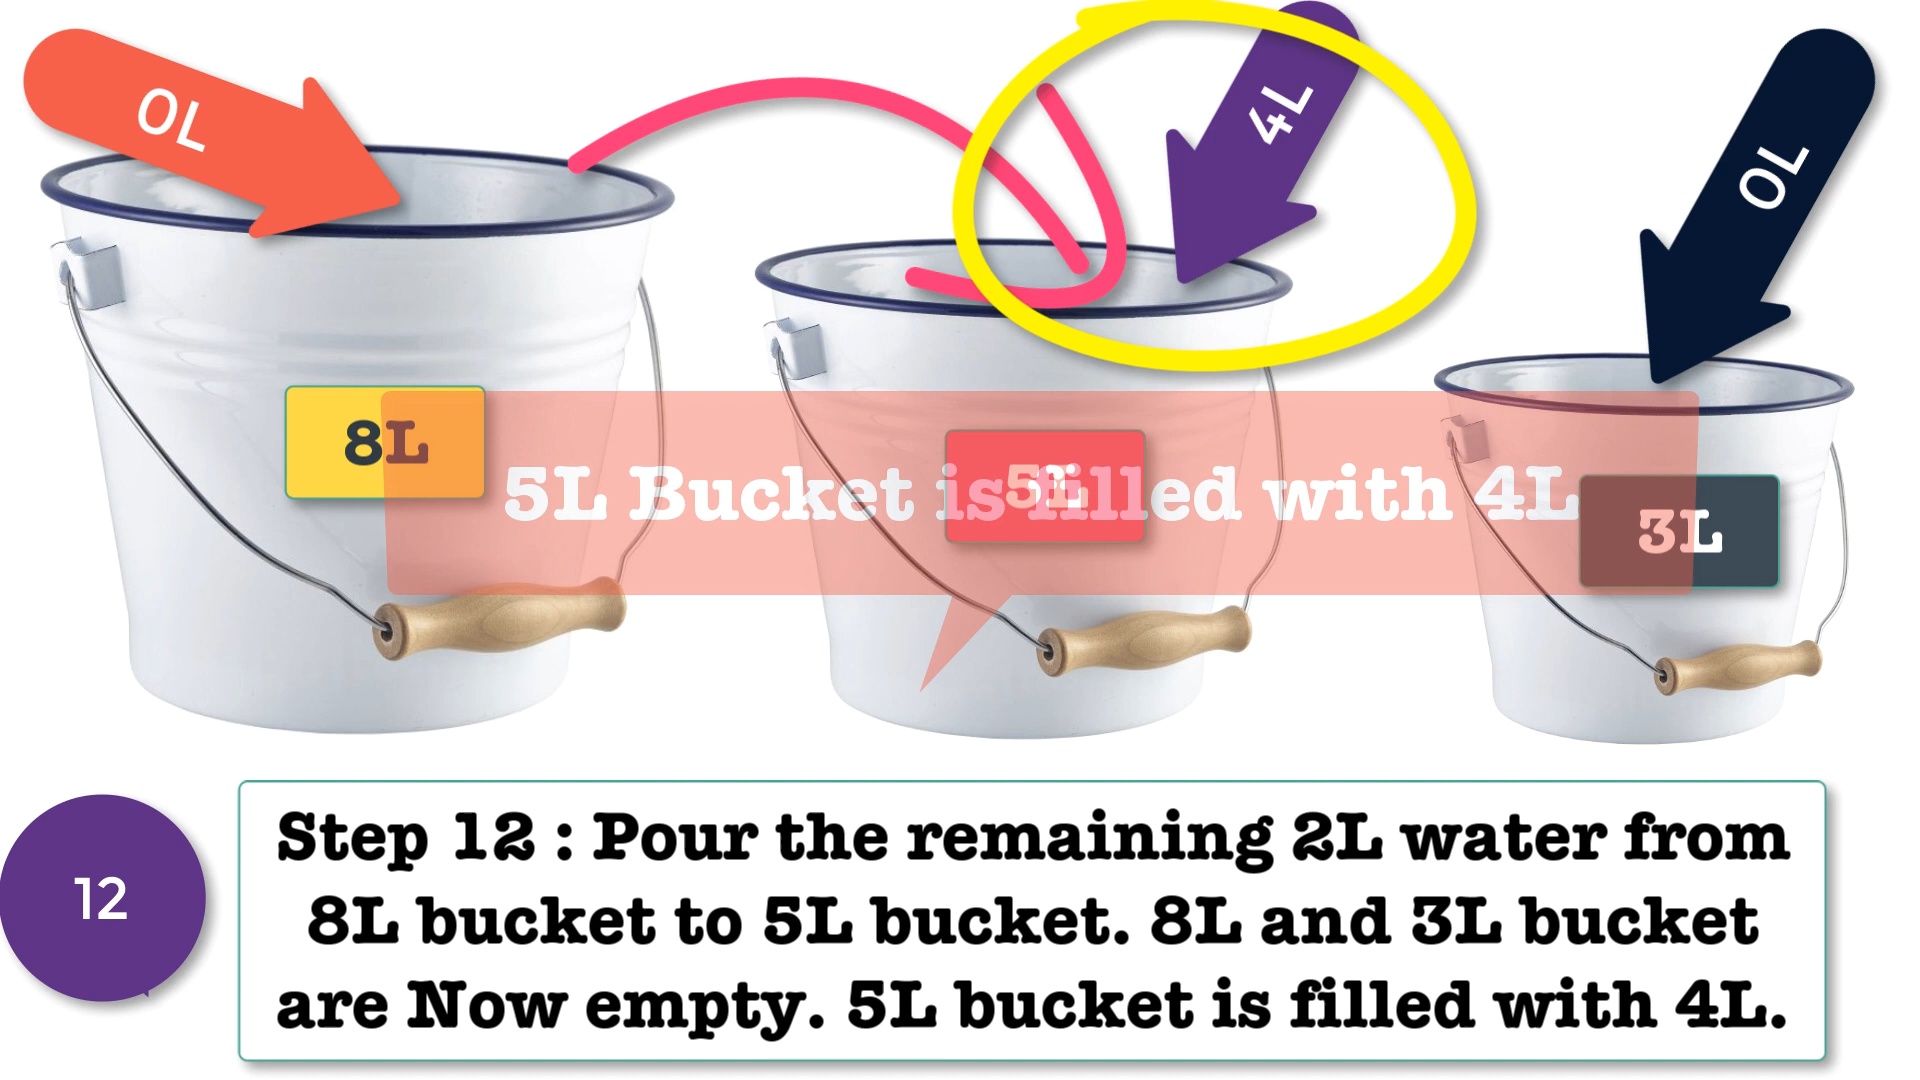 0L
4L
0L
8L
5L
3L
5L Bucket is filled with 4L
12
Step 12 : Pour the remaining 2L water from
8L bucket to 5L bucket. 8L and 3L bucket
are Now empty. 5L bucket is filled with 4L.